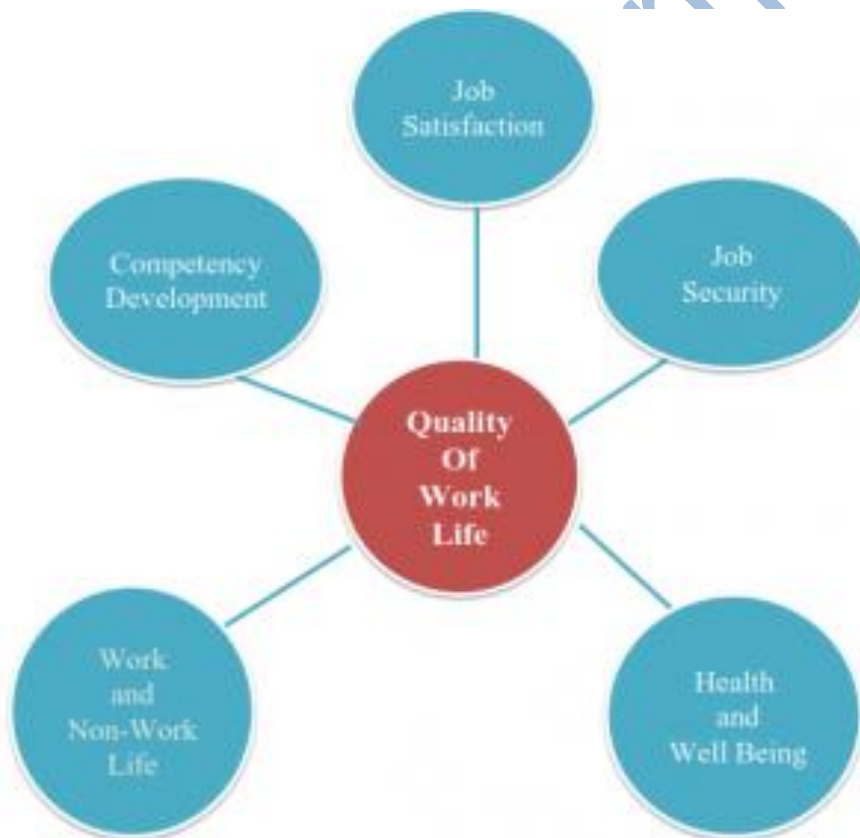 Job
Satisfaction
Competency
Development
Job
Security
Quality
Of
Work
Life
Work
and
Non-Work
Life
Health
and
Well Being